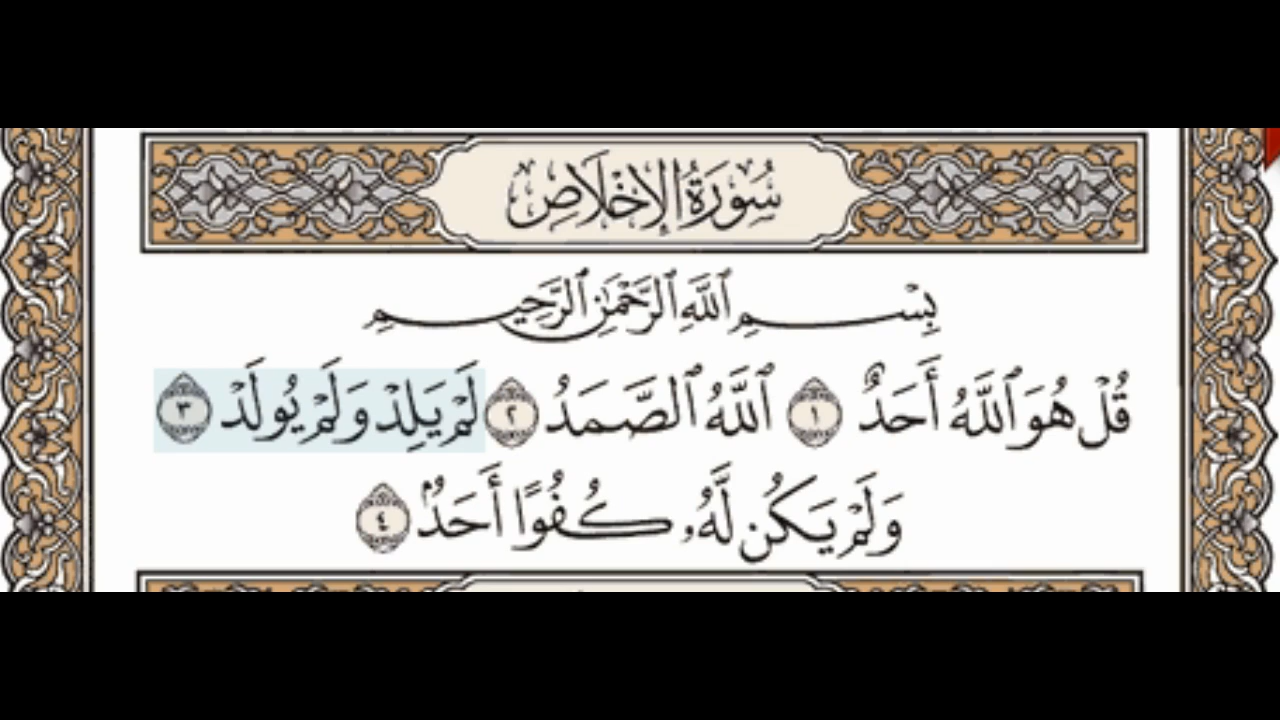 سُورَةُ الإِخْلَاصِ
بِسْمِ ٱللَّهِ ٱلرَّحْمَٰنِ ٱلرَّحِيمِ
قُلْ هُوَ ٱللَّهُ أَحَدٌ ١ ٱللَّهُ ٱلصَّمَدُ ٢ لَمْ يَلِدْ وَلَمْ يُولَدْ ٣
وَلَمْ يَكُن لَّهُۥ كُفُوًا أَحَدٌۢ ٤